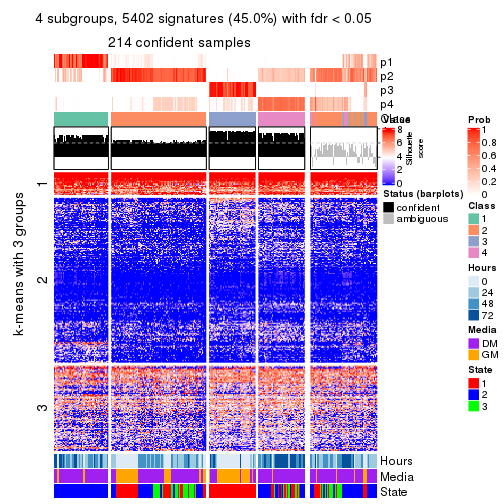 4 subgroups, 5402 signatures (45.0%) with fdr < 0.05
214 confident samples
p1
p2
p3
p4
Class
Value
8
6
4
2
0
Silhouette
score
Status (barplots)
confident
ambiguous
Prob
1
0.8
0.6
0.4
0.2
0
Class
1
2
3
4
Hours
0
24
48
72
Media
DM
GM
State
1
2
3
k-means with 3 groups
1
2
3
Hours
Media
State